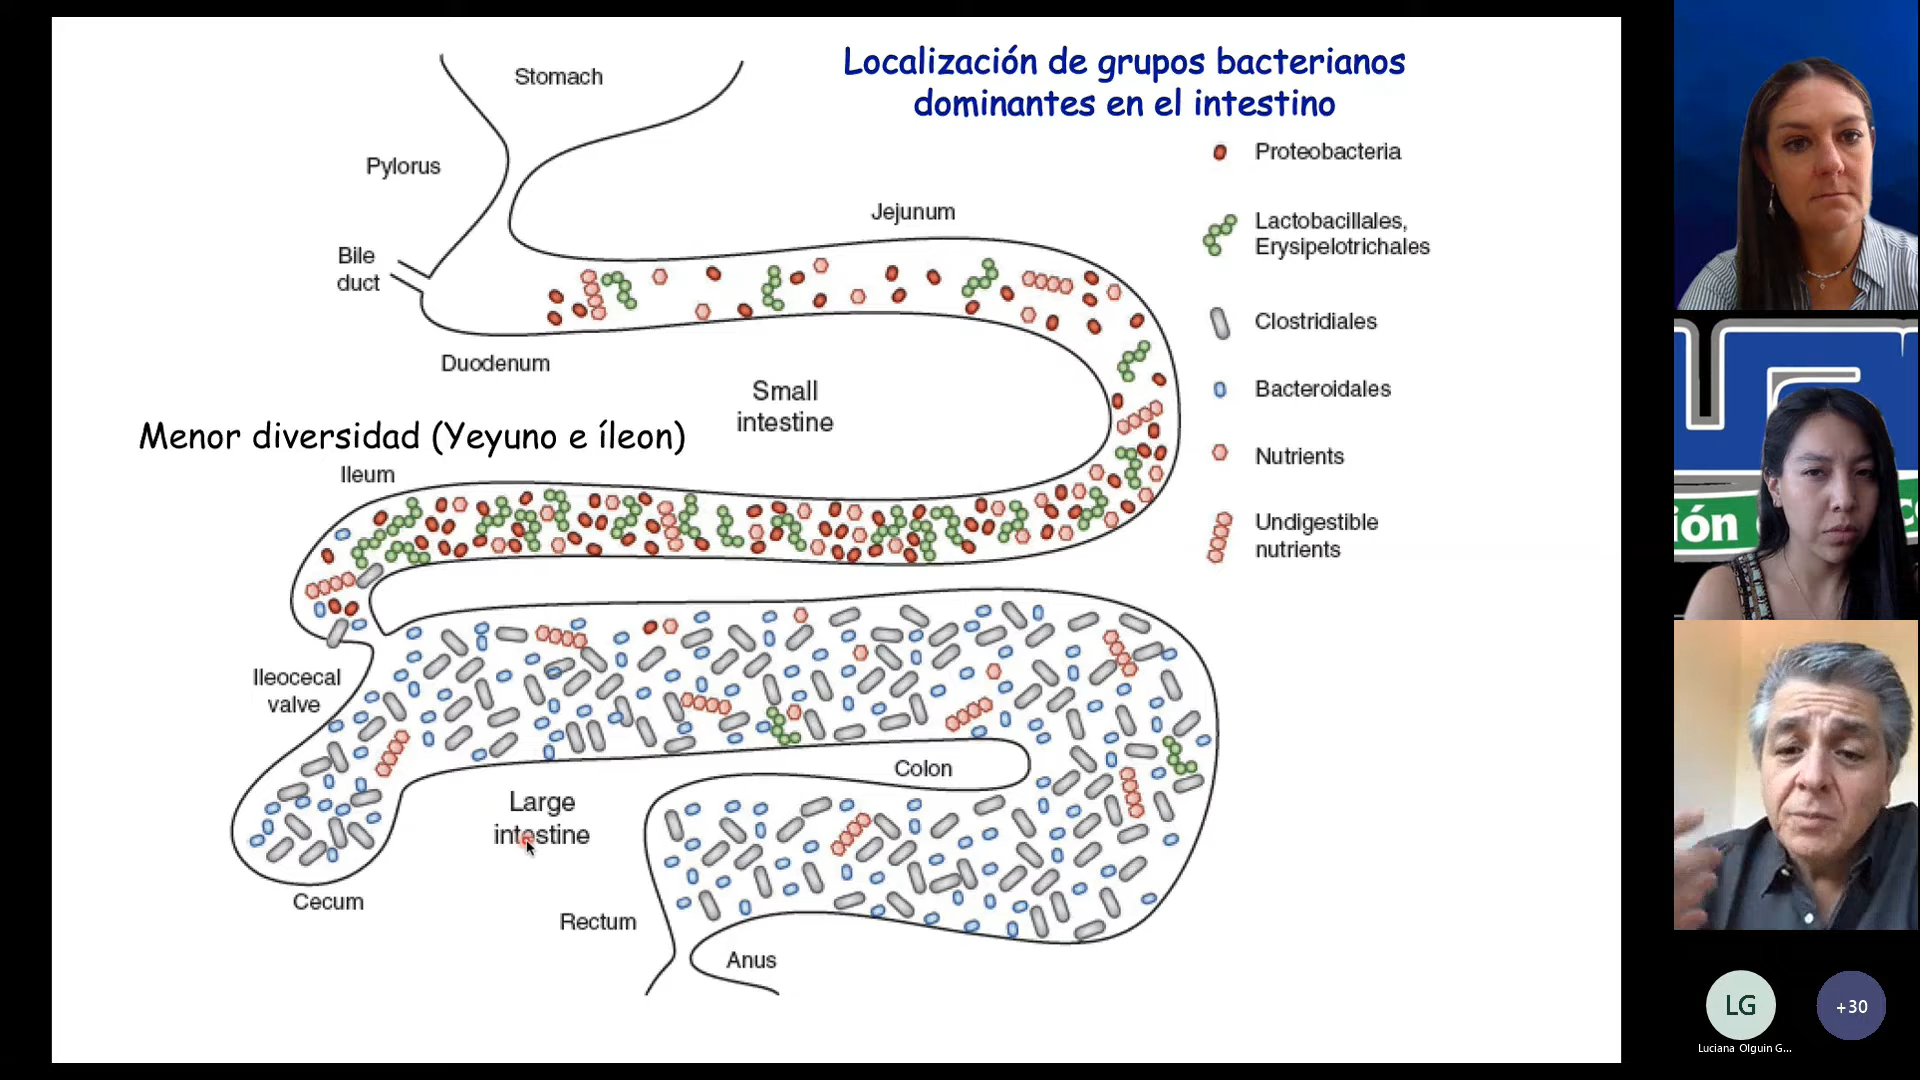 Localización de grupos bacterianos
dominantes en el intestino
Stomach
Pylorus
Bile
duct
Jejunum
Duodenum
Small
intestine
Menor diversidad (Yeyuno e íleon)
Ileum
Ileocecal
valve
Colon
Large
intestine
Cecum
Rectum
Anus
Proteobacteria
Lactobacillales,
Erysipelotrichales
Clostridiales
Bacteroidales
Nutrients
Undigestible
nutrients
ión
LG
+30
Luciana Olguin G...